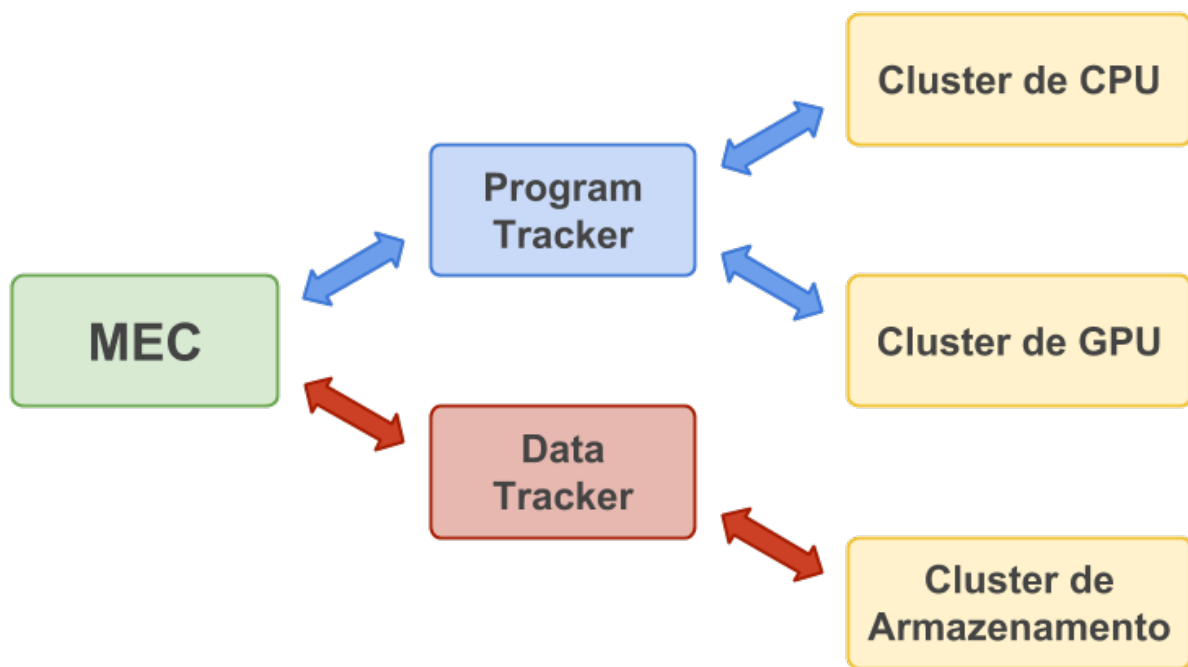 MEC
Program
Tracker
Data
Tracker
Cluster de CPU
Cluster de GPU
Cluster de
Armazenamento